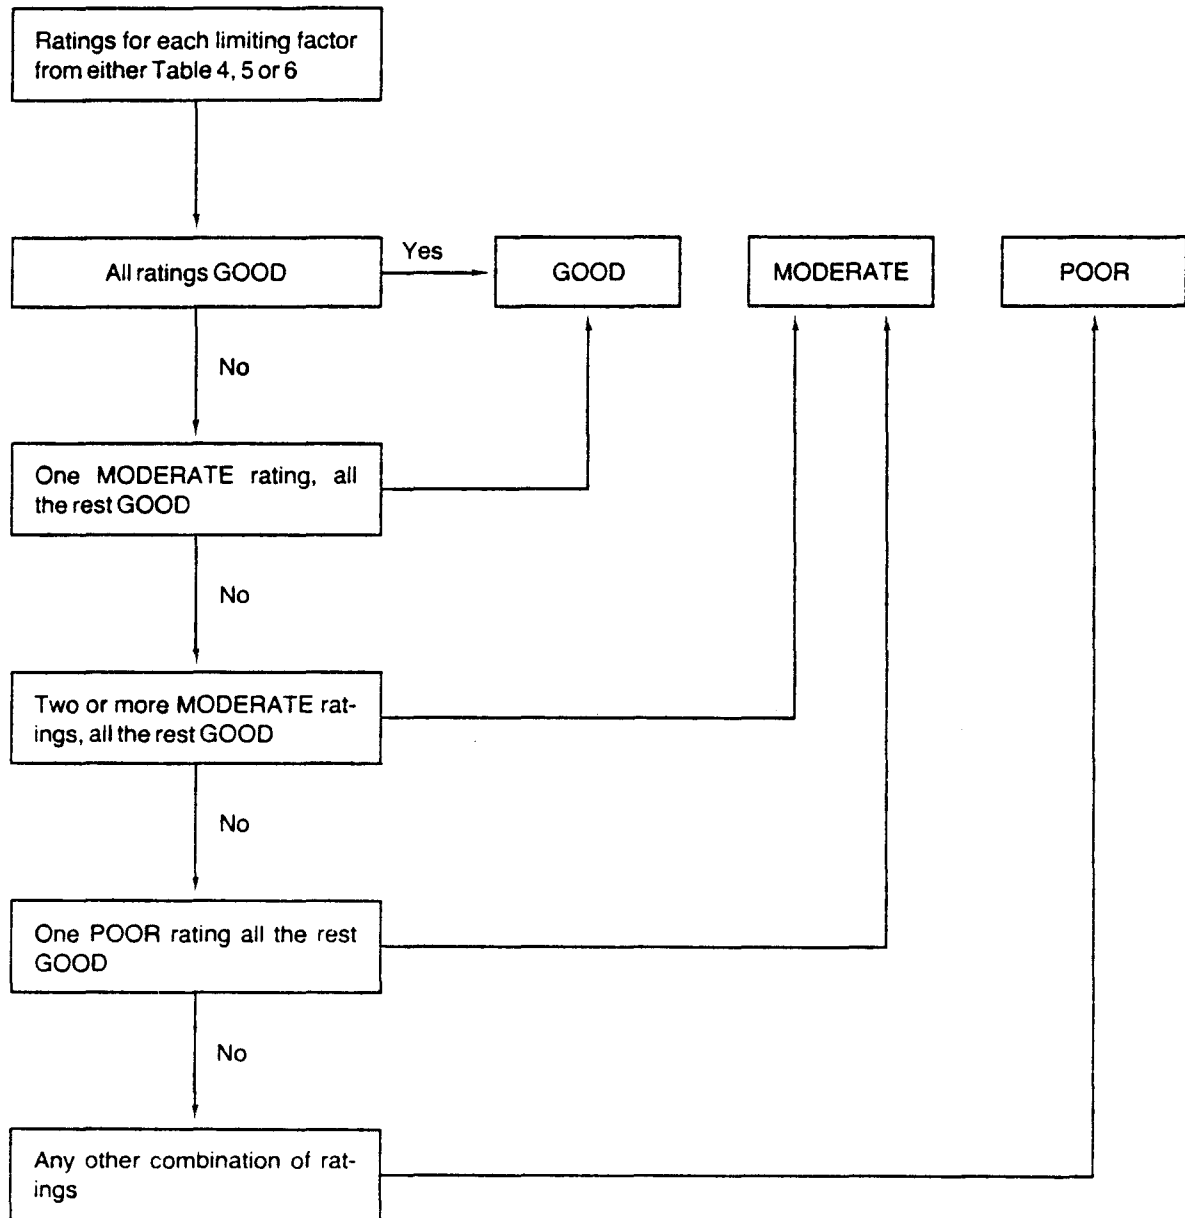 Ratings for each limiting factor
from either Table 4, 5 or 6
All ratings GOOD
Yes
GOOD
MODERATE
POOR
No
One MODERATE rating, all
the rest GOOD
No
Two or more MODERATE rat-
ings, all the rest GOOD
No
One POOR rating all the rest
GOOD
No
Any other combination of rat-
ings